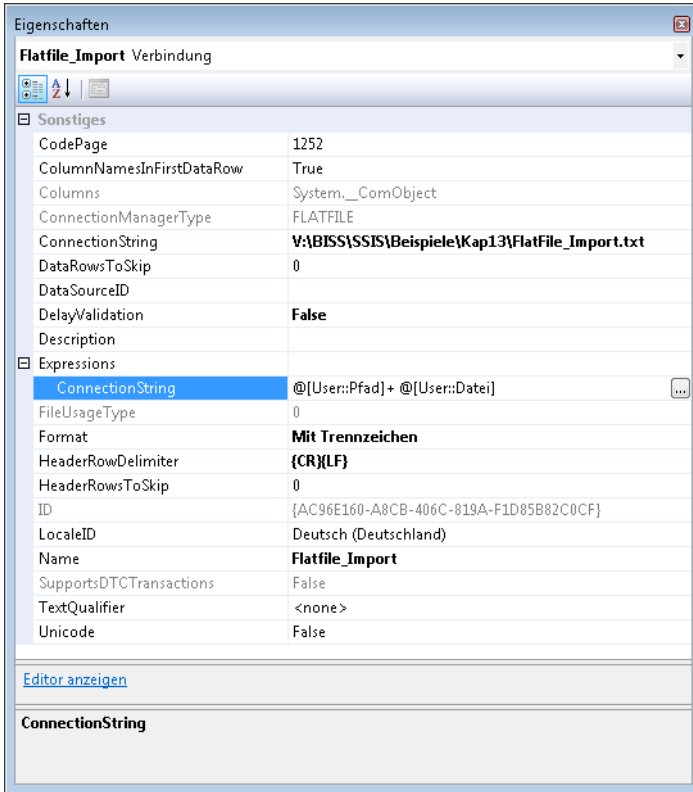 Eigenschaften
Flatfile_Import Verbindung
Sonstiges
CodePage 1252
ColumnNamesInFirstDataRow True
Columns System.__ComObject
ConnectionManagerType FLATFILE
ConnectionString V:\BISS\SSIS\Beispiele\Kap13\FlatFile_Import.txt
DataRowsToSkip 0
DataSourceID
DelayValidation False
Description
Expressions
ConnectionString @[User::Pfad]+ @[User::Datei] ...
FileUsageType 0
Format Mit Trennzeichen
HeaderRowDelimiter {CR}{LF}
HeaderRowsToSkip 0
ID {AC96E160-A8CB-406C-819A-F1D85B82C0CF}
LocaleID Deutsch (Deutschland)
Name Flatfile_Import
SupportsDTCTransactions False
TextQualifier <none>
Unicode False
Editor anzeigen
ConnectionString